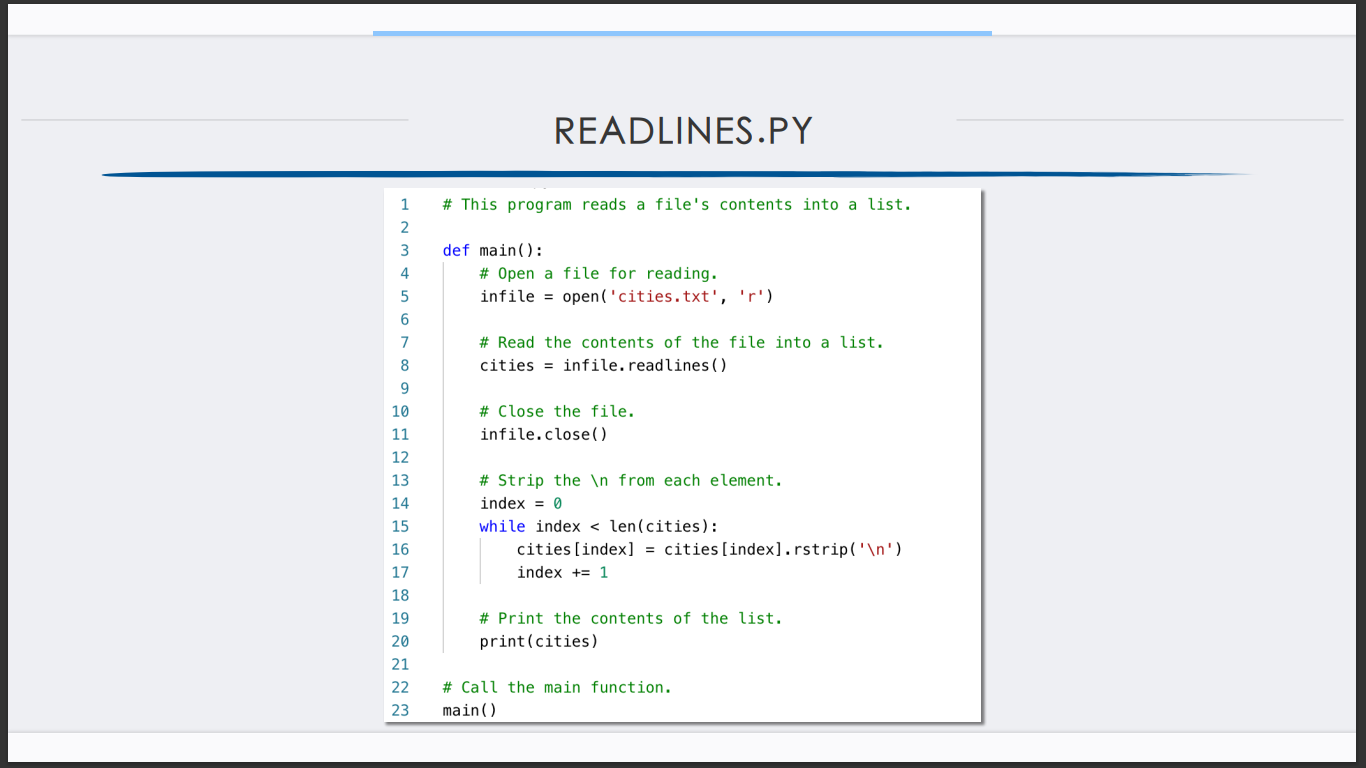 READLINES.PY
1 # This program reads a file's contents into a list.
2
3 def main():
4     # Open a file for reading.
5     infile = open('cities.txt', 'r')
6
7     # Read the contents of the file into a list.
8     cities = infile.readlines()
9
10     # Close the file.
11     infile.close()
12
13     # Strip the \n from each element.
14     index = 0
15     while index < len(cities):
16         cities[index] = cities[index].rstrip('\n')
17         index += 1
18
19     # Print the contents of the list.
20     print(cities)
21
22 # Call the main function.
23 main()